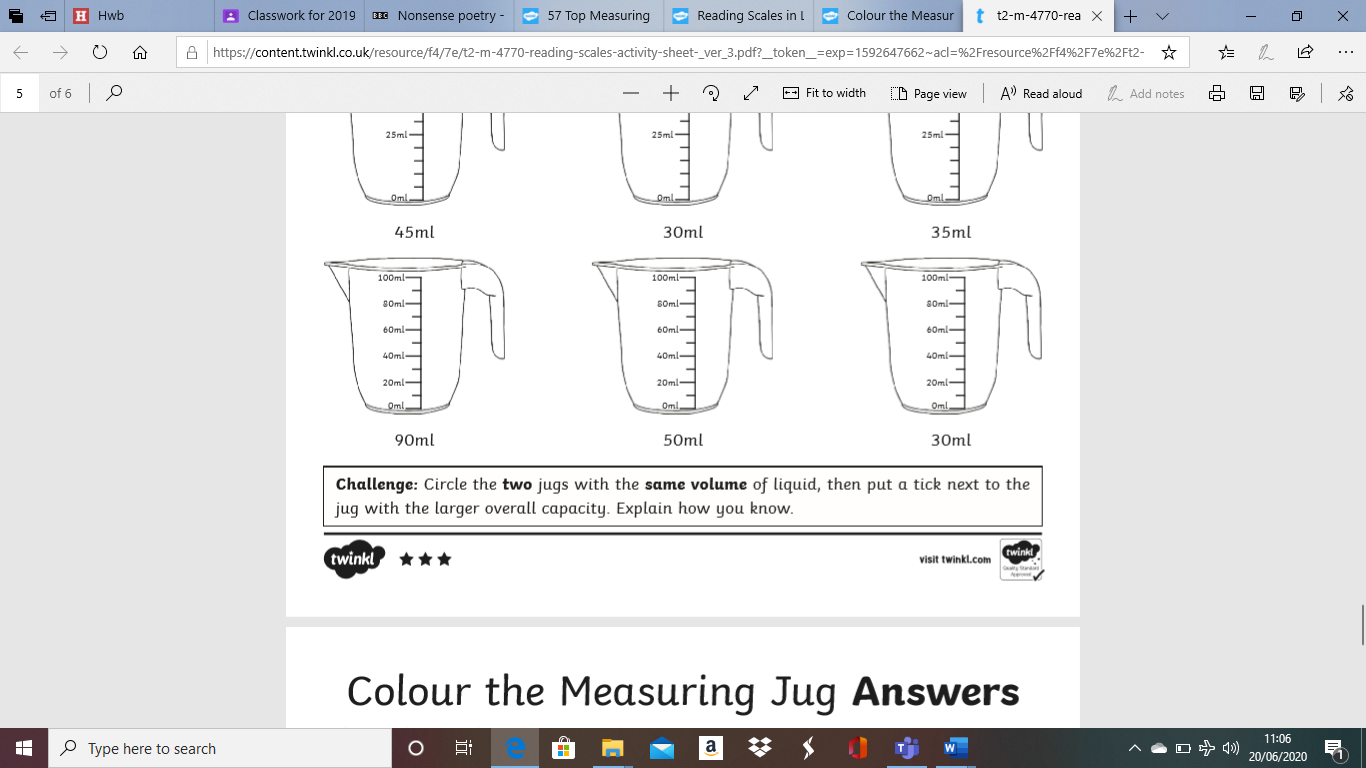 Hwb
Classwork for 2019
BBC Nonsense poetry -
57 Top Measuring
Reading Scales in L
Colour the Measur
t2-m-4770-rea
https://content.twinkl.co.uk/resource/f4/7e/t2-m-4770-reading-scales-activity-sheet-_ver_3.pdf?__token__=exp=1592647662~acl=%2Fresource%2Ff4%2F7e%2Ft2-
5 of 6
Fit to width
Page view
Read aloud
Add notes
25ml 25ml 25ml
0ml 0ml 0ml
45ml 30ml 35ml
100ml 100ml 100ml
80ml 80ml 80ml
60ml 60ml 60ml
40ml 40ml 40ml
20ml 20ml 20ml
0ml 0ml 0ml
90ml 50ml 30ml
Challenge: Circle the two jugs with the same volume of liquid, then put a tick next to the
jug with the larger overall capacity. Explain how you know.
twinkl
visit twinkl.com
twinkl
Quality Standard
Approved
Colour the Measuring Jug Answers
Type here to search
11:06
20/06/2020
1